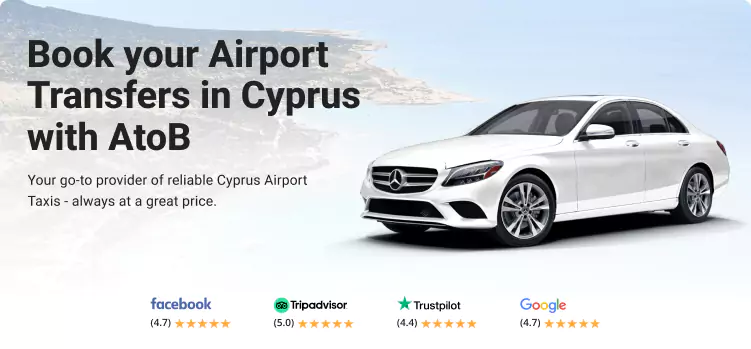 Book your Airport
Transfers in Cyprus
with AtoB
Your go-to provider of reliable Cyprus Airport
Taxis - always at a great price.
facebook
(4.7)
Tripadvisor
(5.0)
Trustpilot
(4.4)
Google
(4.7)